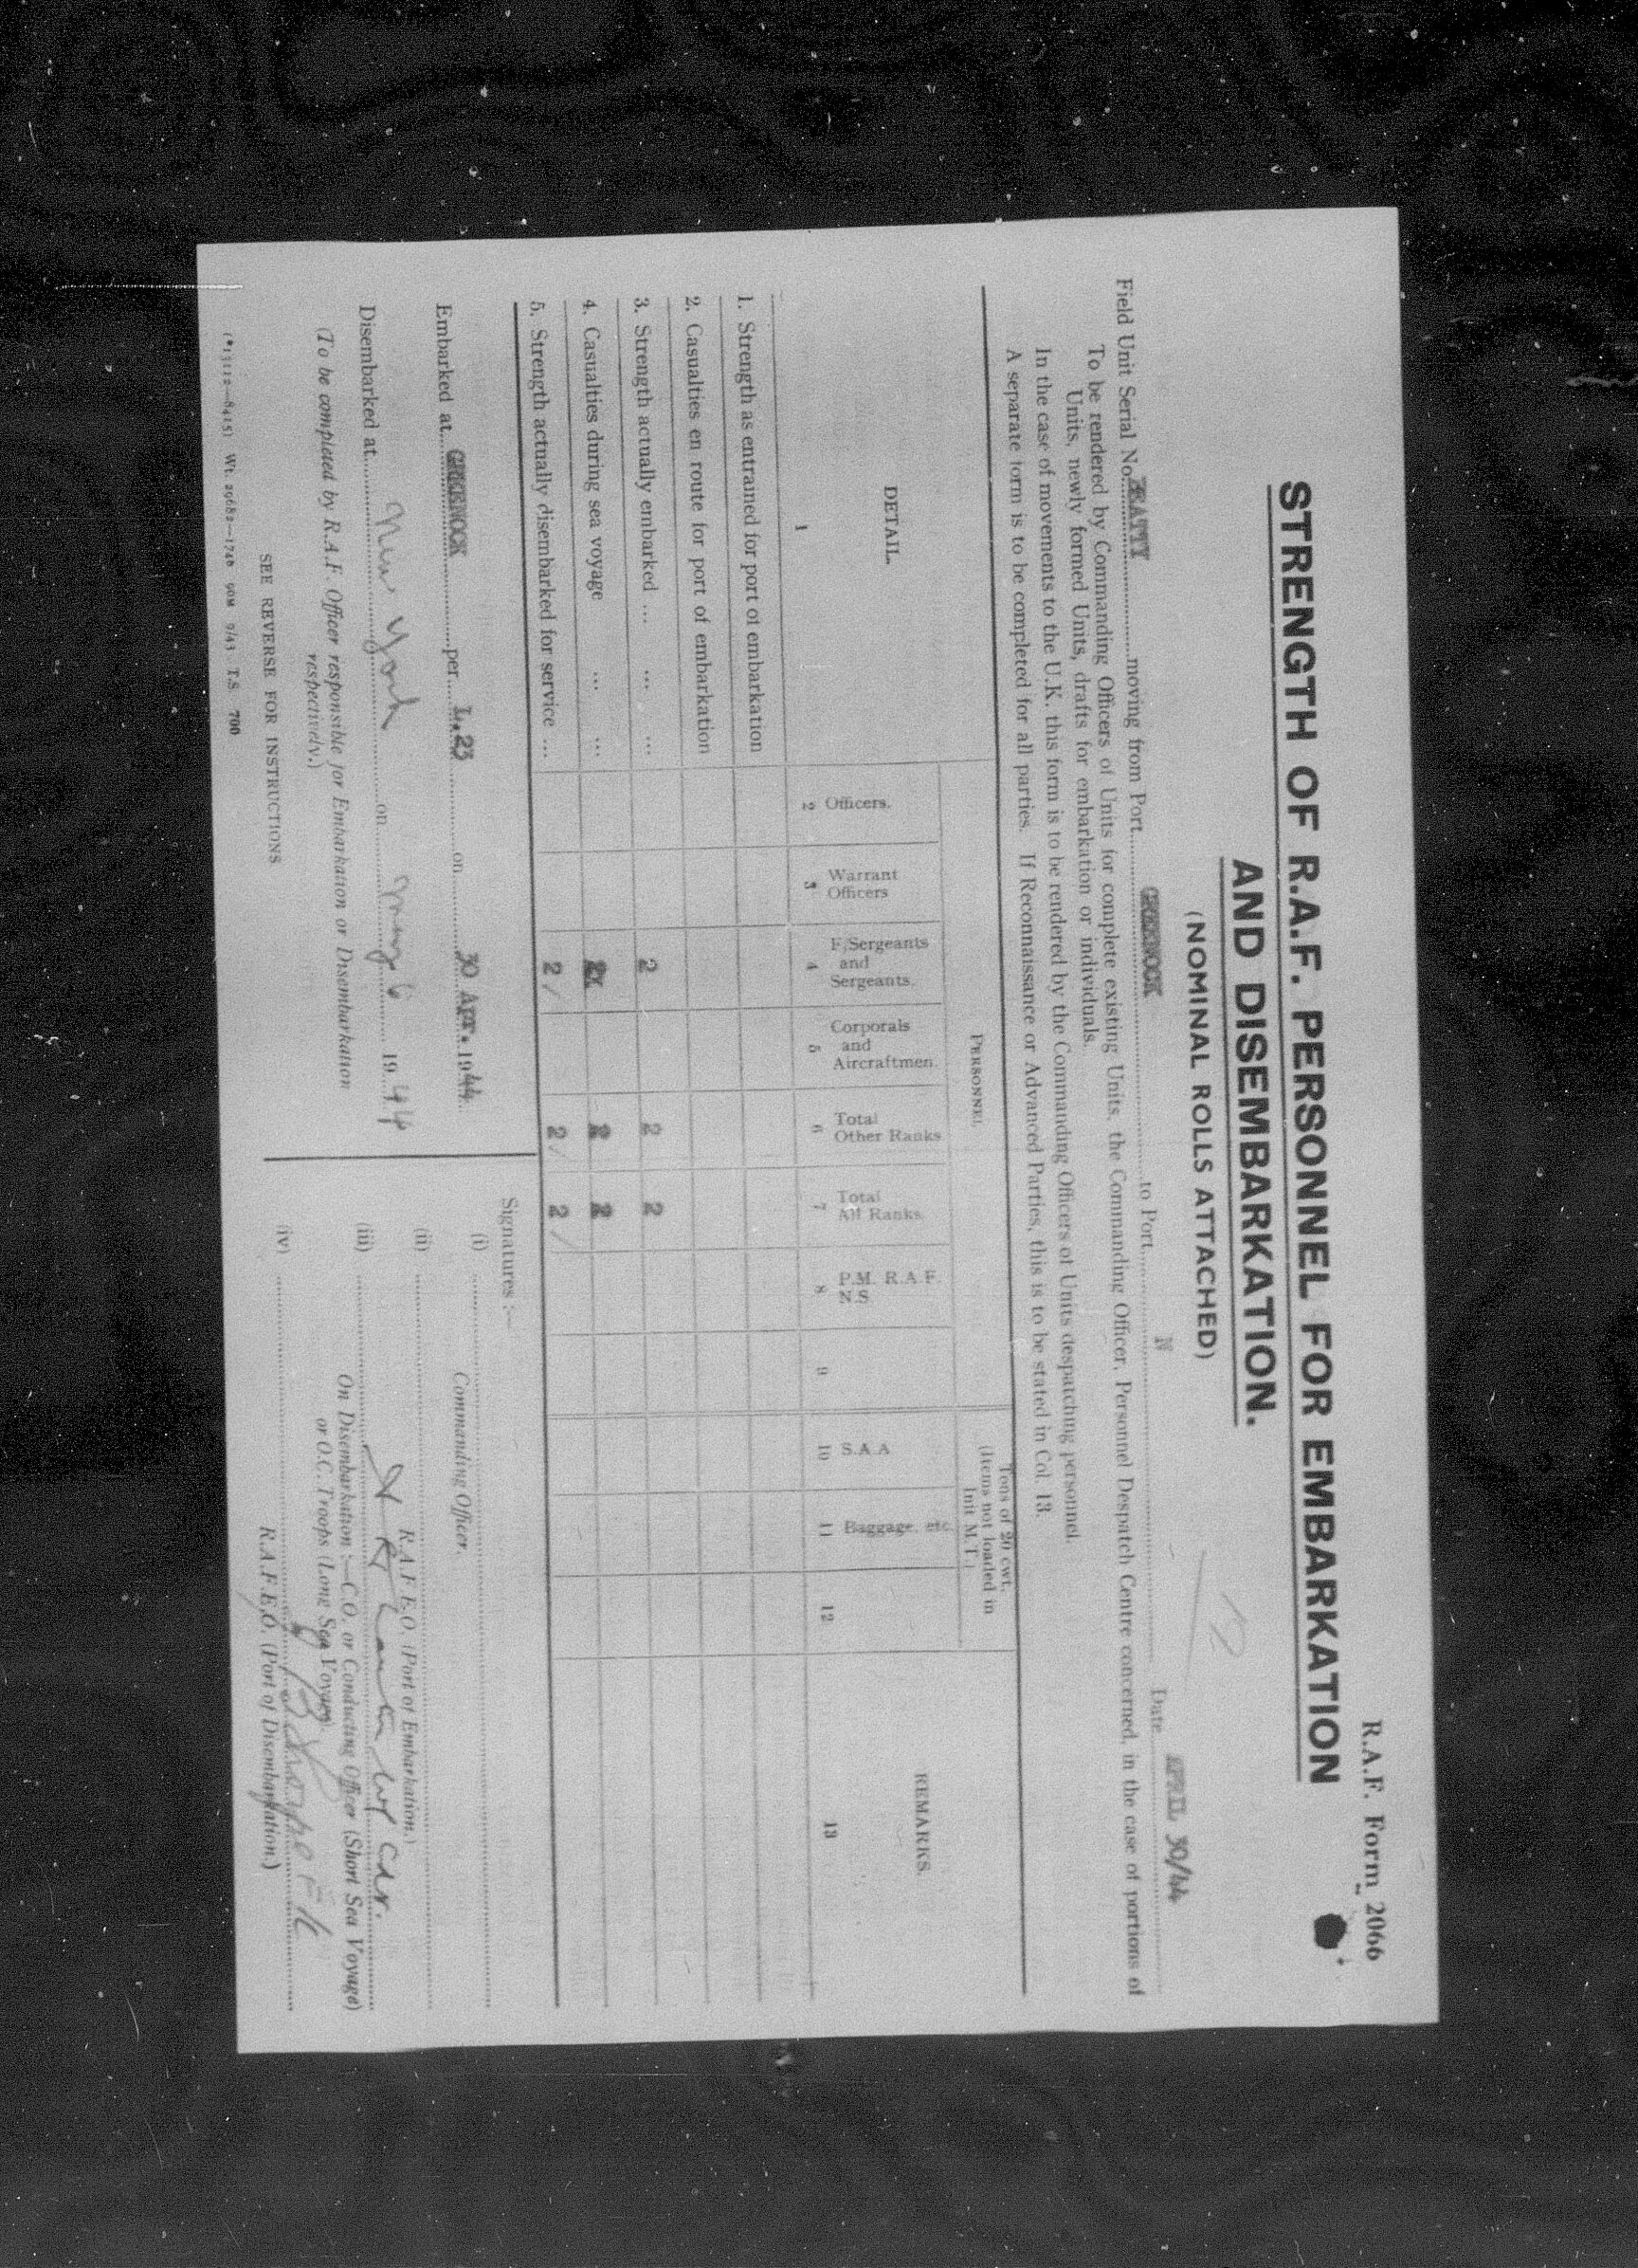 R.A.F. Form 2066
STRENGTH OF R.A.F. PERSONNEL FOR EMBARKATION
AND DISEMBARKATION.
(NOMINAL ROLLS ATTACHED)
12
Field Unit Serial No. moving from Port GREENOCK to Port N Date APRIL 30/44
To be rendered by Commanding Officers of Units for complete existing Units, the Commanding Officer, Personnel Despatch Centre concerned, in the case of portions of
Units, newly formed Units, drafts for embarkation or individuals.
In the case of movements to the U.K. this form is to be rendered by the Commanding Officers of Units despatching personnel.
A separate form is to be completed for all parties. If Reconnaissance or Advanced Parties, this is to be stated in Col. 13.
PERSONNEL
Tons of 20 cwt.
(Items not loaded in
Init M.T.)
DETAIL.
Officers.
Warrant
Officers
F/Sergeants
and
Sergeants.
Corporals
and
Aircraftmen.
Total
Other Ranks
Total
All Ranks
P.M. R.A.F.
N.S.
S.A.A
Baggage, etc.
REMARKS.
1 2 3 4 5 6 7 8 9 10 11 12 13
1. Strength as entrained for port of embarkation
2. Casualties en route for port of embarkation
3. Strength actually embarked ... ... ... 2 2 2
4. Casualties during sea voyage ... ... 2 2
5. Strength actually disembarked for service ... 2 / 2 / 2 /
Embarked at GREENOCK per L.23 on 30 Apr. 1944
Disembarked at New York on May 6 1944
(To be completed by R.A.F. Officer responsible for Embarkation or Disembarkation
respectively.)
SEE REVERSE FOR INSTRUCTIONS
Wt. 29682—1740 90M 9/43 T.S. 700
Signatures :—
(i)
Commanding Officer.
(ii)
R.A.F.E.O. (Port of Embarkation.)
(iii)
On Disembarkation :—C.O. or Conducting Officer (Short Sea Voyage)
or O.C. Troops (Long Sea Voyage)
(iv)
R.A.F.E.O. (Port of Disembarkation.)